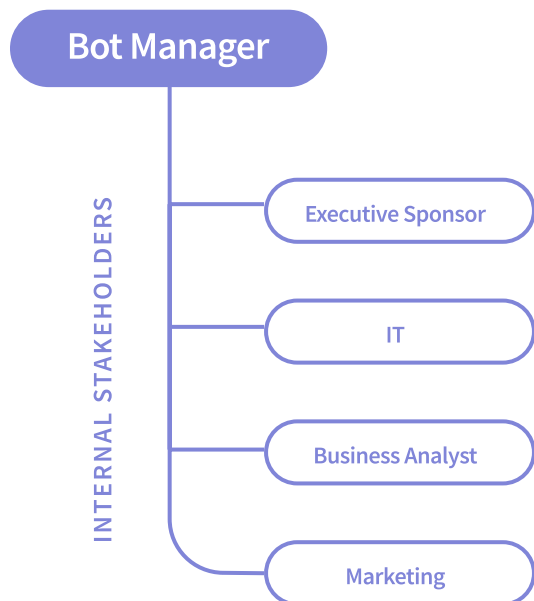 Bot Manager
INTERNAL STAKEHOLDERS
Executive Sponsor
IT
Business Analyst
Marketing